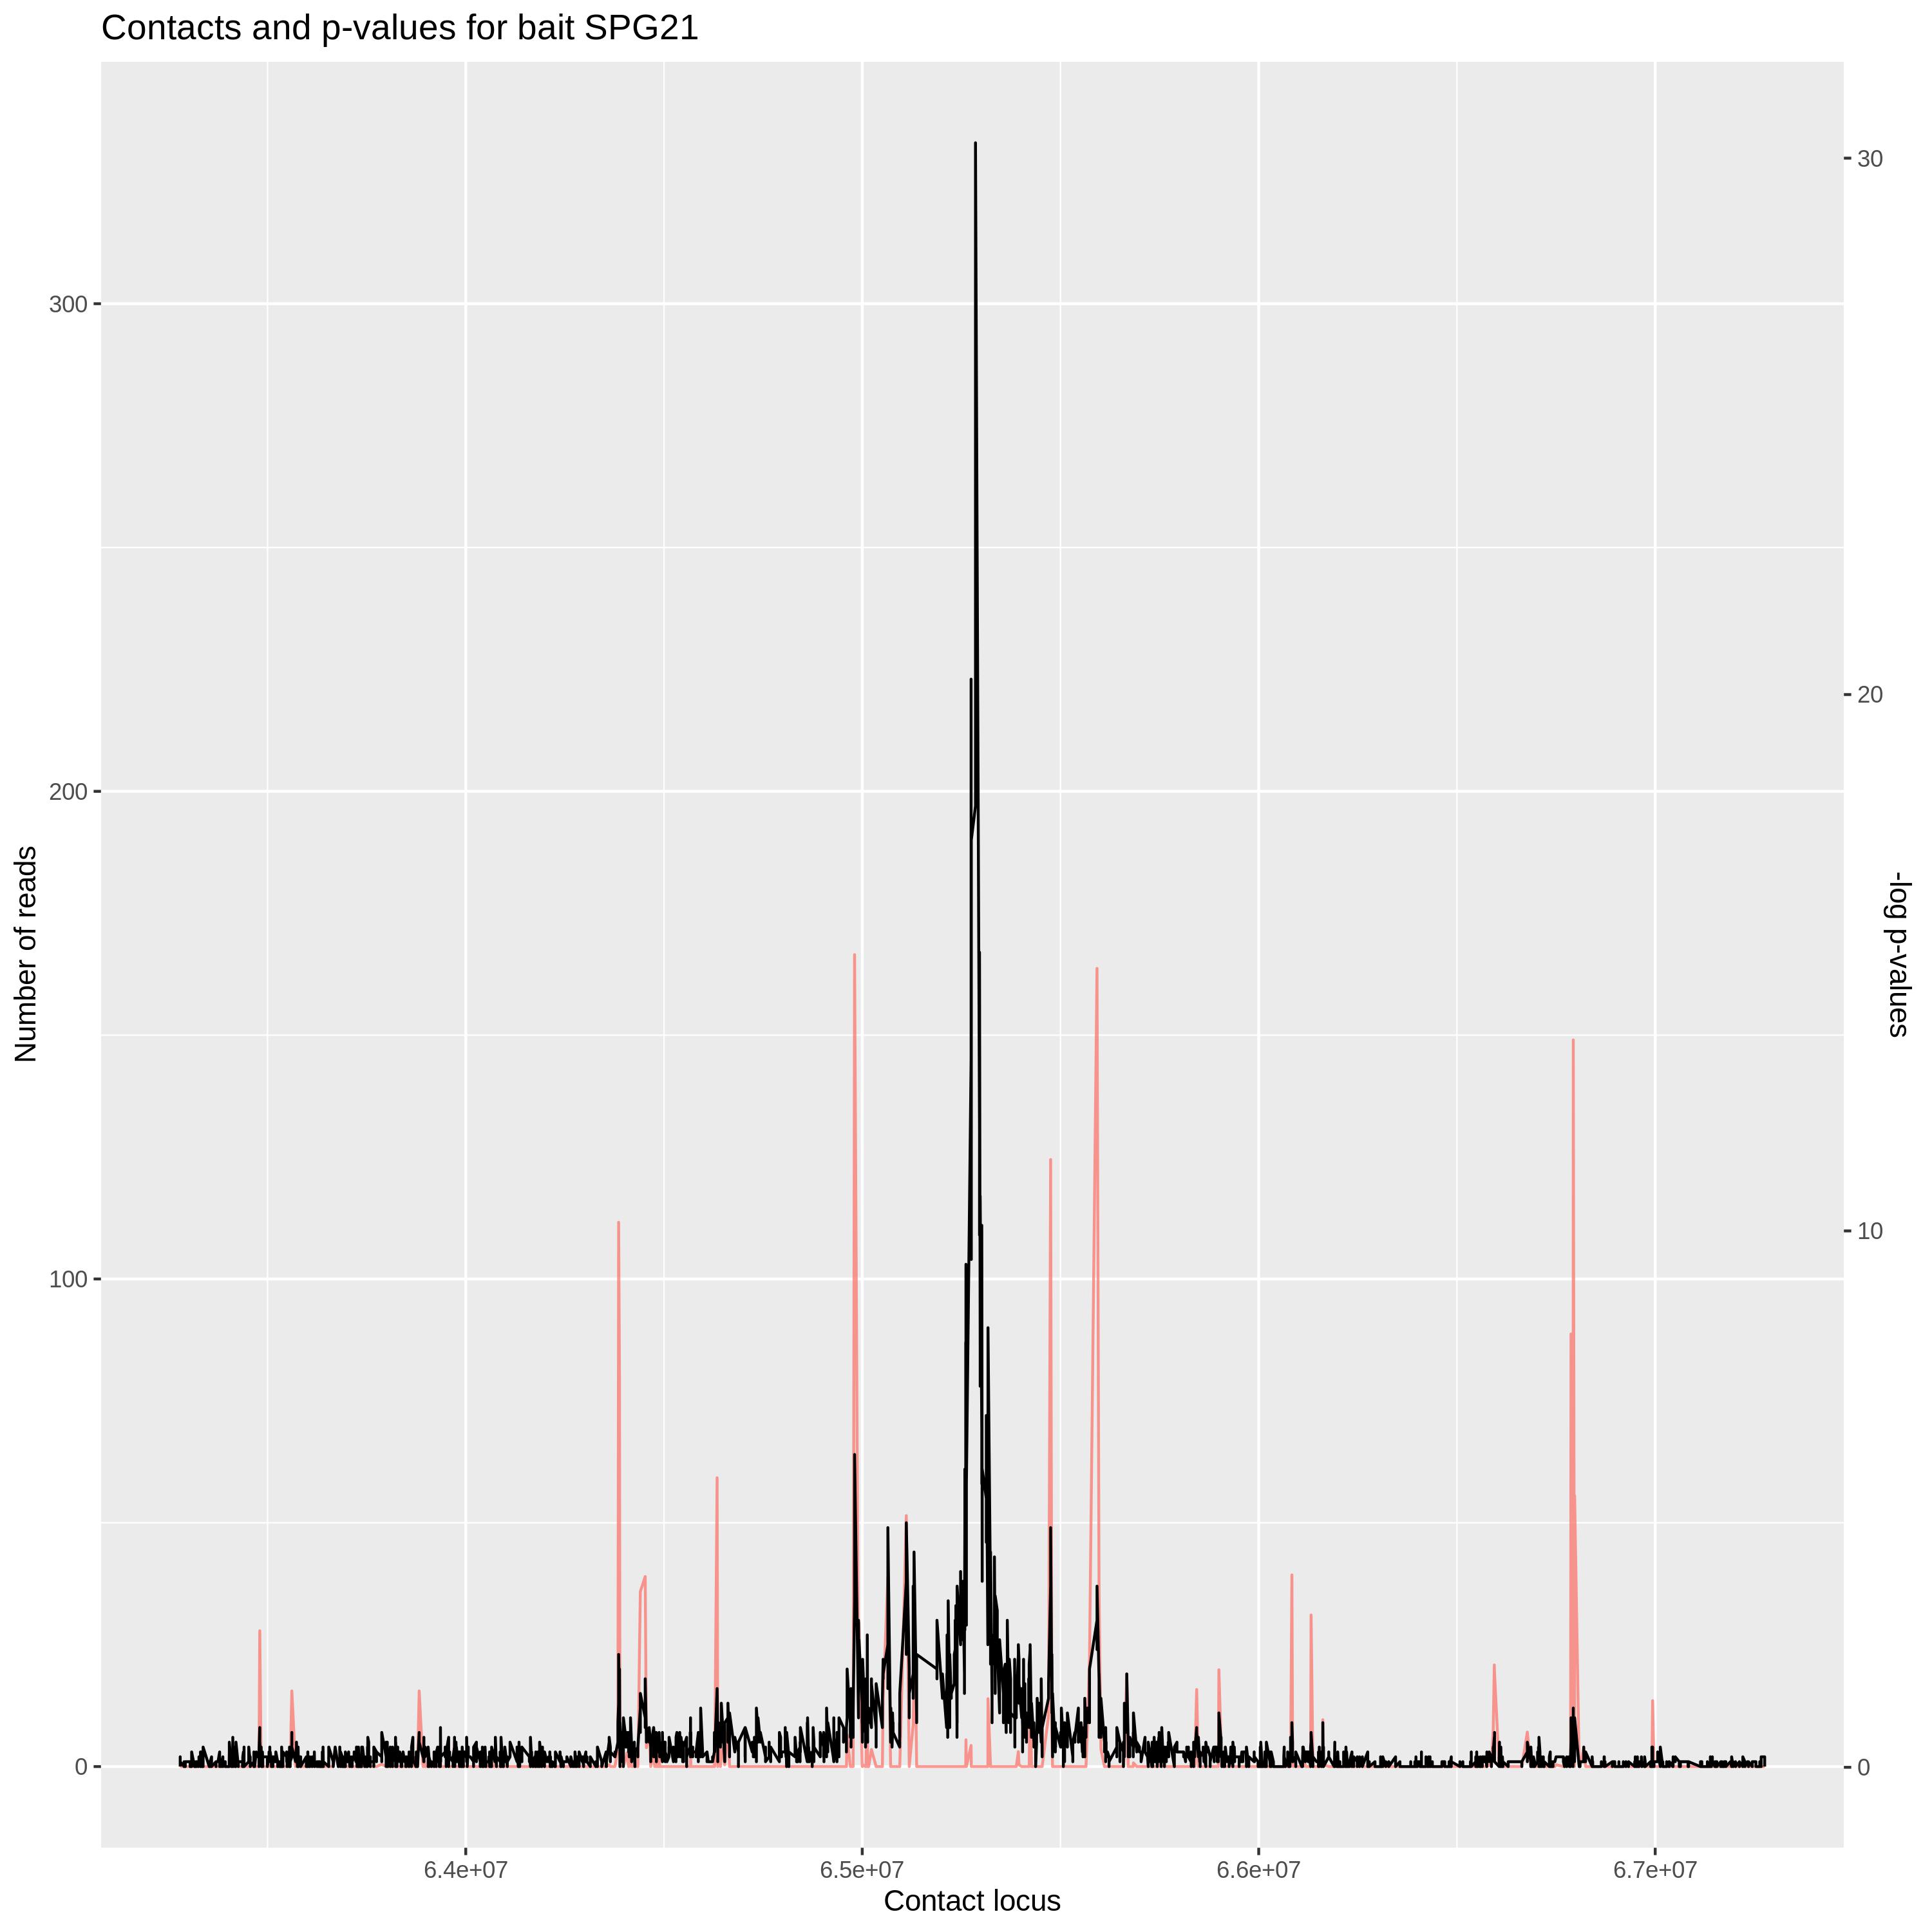 Contacts and p-values for bait SPG21
300
200
100
0
Number of reads
30
20
10
0
-log p-values
6.4e+07 6.5e+07 6.6e+07 6.7e+07
Contact locus